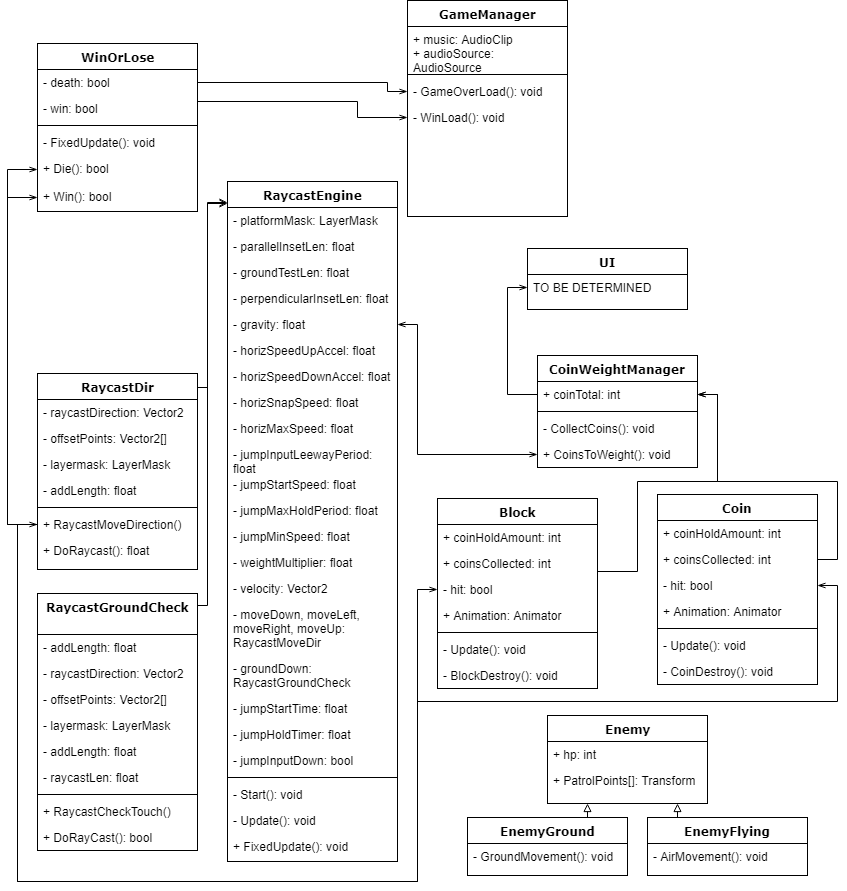 GameManager
+ music: AudioClip
+ audioSource:
AudioSource
- GameOverLoad(): void
- WinLoad(): void
WinOrLose
- death: bool
- win: bool
- FixedUpdate(): void
+ Die(): bool
+ Win(): bool
RaycastEngine
- platformMask: LayerMask
- parallelInsetLen: float
- groundTestLen: float
- perpendicularInsetLen: float
- gravity: float
- horizSpeedUpAccel: float
- horizSpeedDownAccel: float
- horizSnapSpeed: float
- horizMaxSpeed: float
- jumpInputLeewayPeriod:
float
- jumpStartSpeed: float
- jumpMaxHoldPeriod: float
- jumpMinSpeed: float
- weightMultiplier: float
- velocity: Vector2
- moveDown, moveLeft,
moveRight, moveUp:
RaycastMoveDir
- groundDown:
RaycastGroundCheck
- jumpStartTime: float
- jumpHoldTimer: float
- jumpInputDown: bool
- Start(): void
- Update(): void
+ FixedUpdate(): void
UI
TO BE DETERMINED
CoinWeightManager
+ coinTotal: int
- CollectCoins(): void
+ CoinsToWeight(): void
RaycastDir
- raycastDirection: Vector2
- offsetPoints: Vector2[]
- layermask: LayerMask
- addLength: float
+ RaycastMoveDirection()
+ DoRaycast(): float
RaycastGroundCheck
- addLength: float
- raycastDirection: Vector2
- offsetPoints: Vector2[]
- layermask: LayerMask
- addLength: float
- raycastLen: float
+ RaycastCheckTouch()
+ DoRayCast(): bool
Block
+ coinHoldAmount: int
+ coinsCollected: int
- hit: bool
+ Animation: Animator
- Update(): void
- BlockDestroy(): void
Coin
+ coinHoldAmount: int
+ coinsCollected: int
- hit: bool
+ Animation: Animator
- Update(): void
- CoinDestroy(): void
Enemy
+ hp: int
+ PatrolPoints[]: Transform
EnemyGround
- GroundMovement(): void
EnemyFlying
- AirMovement(): void